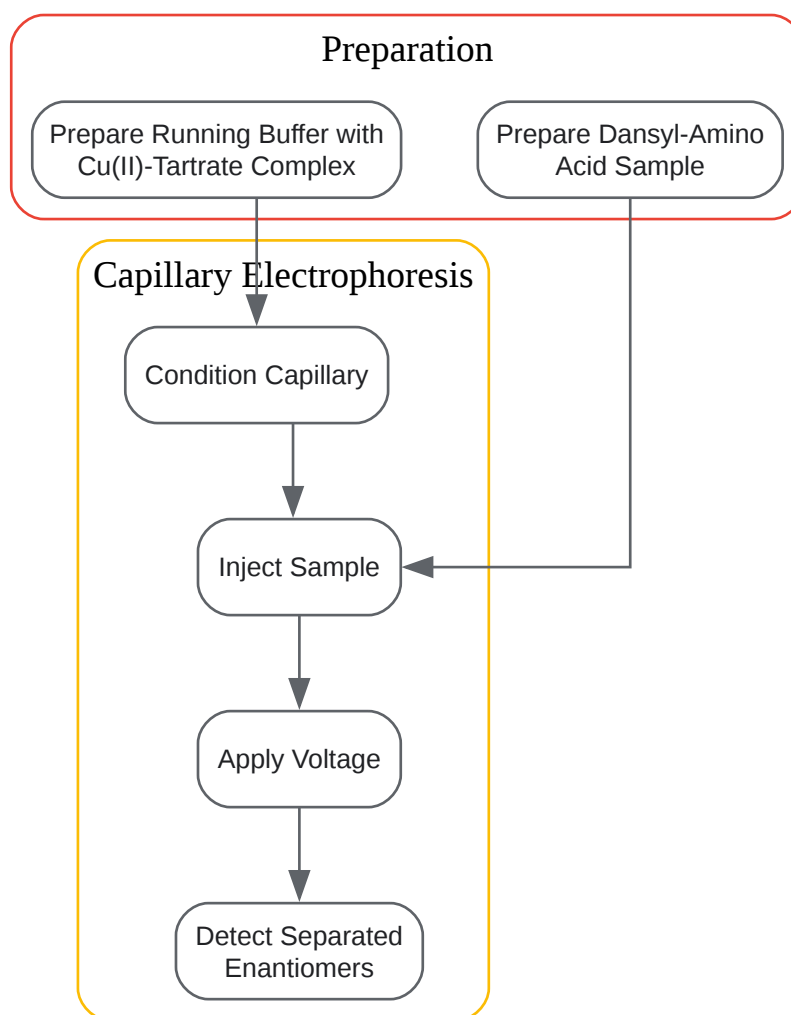 Preparation
Prepare Running Buffer with
Cu(II)-Tartrate Complex
Prepare Dansyl-Amino
Acid Sample
Capillary Electrophoresis
Condition Capillary
Inject Sample
Apply Voltage
Detect Separated
Enantiomers